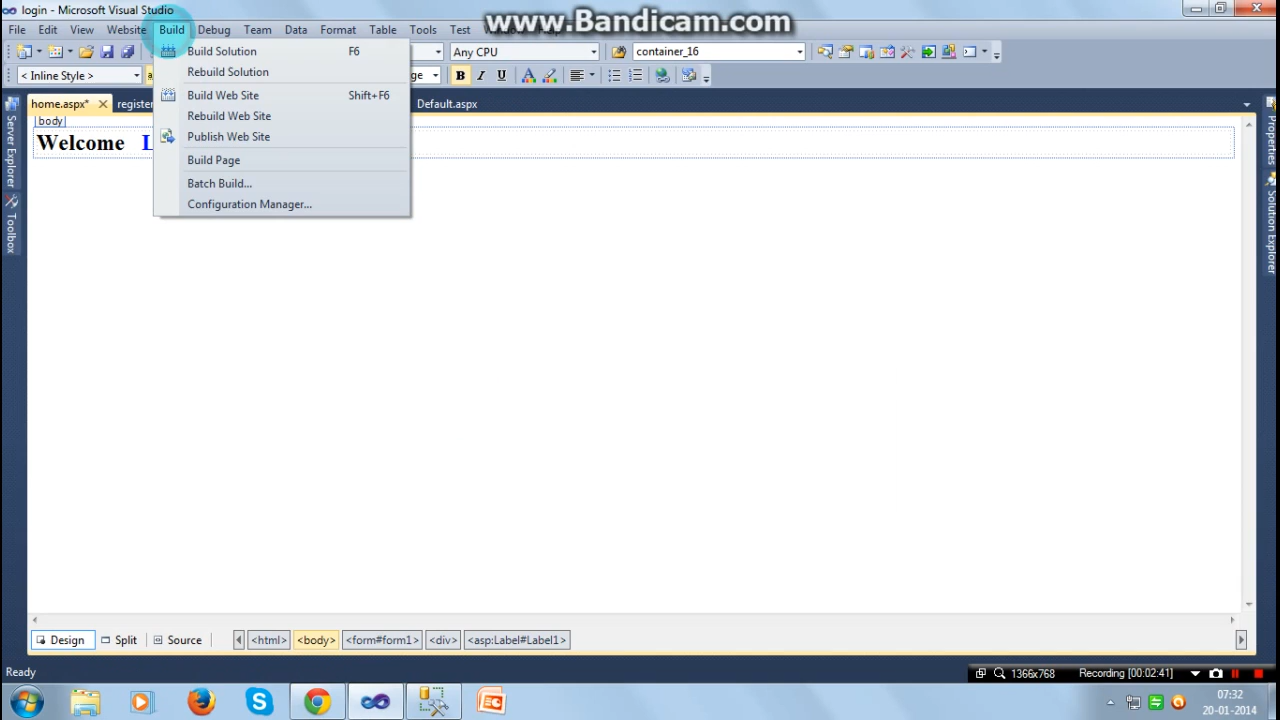 login - Microsoft Visual Studio
www.Bandicam.com
File Edit View Website Build Debug Team Data Format Table Tools Test
Any CPU container_16
< Inline Style > B I U
home.aspx* register Default.aspx
Build Solution F6
Rebuild Solution
Build Web Site Shift+F6
Rebuild Web Site
Publish Web Site
Build Page
Batch Build...
Configuration Manager...
body
Welcome L
Server Explorer
Toolbox
Properties
Solution Explorer
Design Split Source <html> <body> <form#form1> <div> <asp:Label#Label1>
Ready
1366x768 Recording [00:02:41]
07:32
20-01-2014